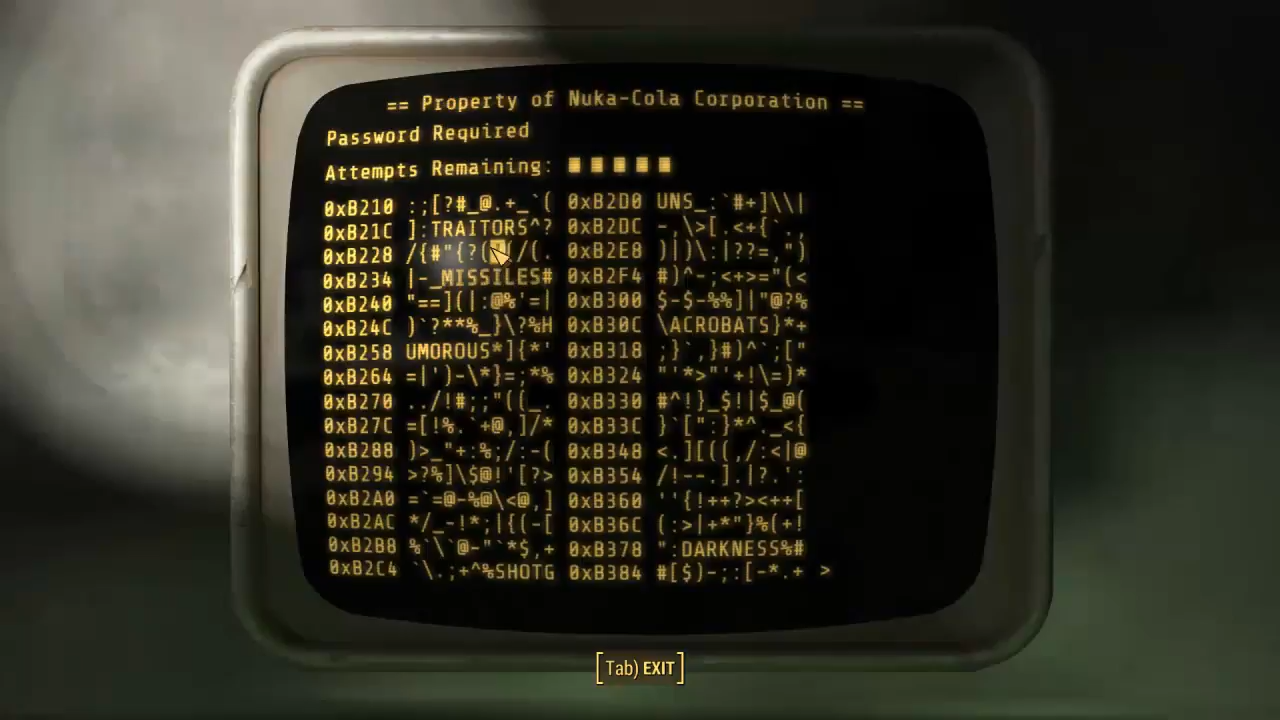 == Property of Nuka-Cola Corporation ==
Password Required
Attempts Remaining: ■ ■ ■ ■ ■
0xB210 :;[?#_@.+_`( 0xB2D0 UNS_:`#+]\\|
0xB21C ]:TRAITORS^? 0xB2DC -,\>[.<+{`.,
0xB228 /{#"{?( (/(. 0xB2E8 )|)\:|??=,")
0xB234 |-_MISSILES# 0xB2F4 #)^-;<+>="(<
0xB240 "==](|:@%'=| 0xB300 $-$-%%]|"@?%
0xB24C )`?**%_}\?%H 0xB30C \ACROBATS}*+
0xB258 UMOROUS*]{*' 0xB318 ;}`,}#)^`;["
0xB264 =|')-\*}=;*% 0xB324 "'*>"'+!\=)*
0xB270 ../!#;;"((_. 0xB330 #^!}_$!|$_@(
0xB27C =[!%.`+@,]/* 0xB33C }`[":}*^._<{
0xB288 )>_"+:%;/:-( 0xB348 <.][((,/:<|@
0xB294 >?%]\$@!'[?> 0xB354 /!--.].|?.':
0xB2A0 =`=@-%@\<@,] 0xB360 ''{!++?><++[
0xB2AC */_-!*;|{(-[ 0xB36C (:>|+*"}%(+!
0xB2B8 %`\`@-"`*$,+ 0xB378 ":DARKNESS%#
0xB2C4 `\.;+^%SHOTG 0xB384 #[$)-;:[-*.+ >
[Tab) EXIT]